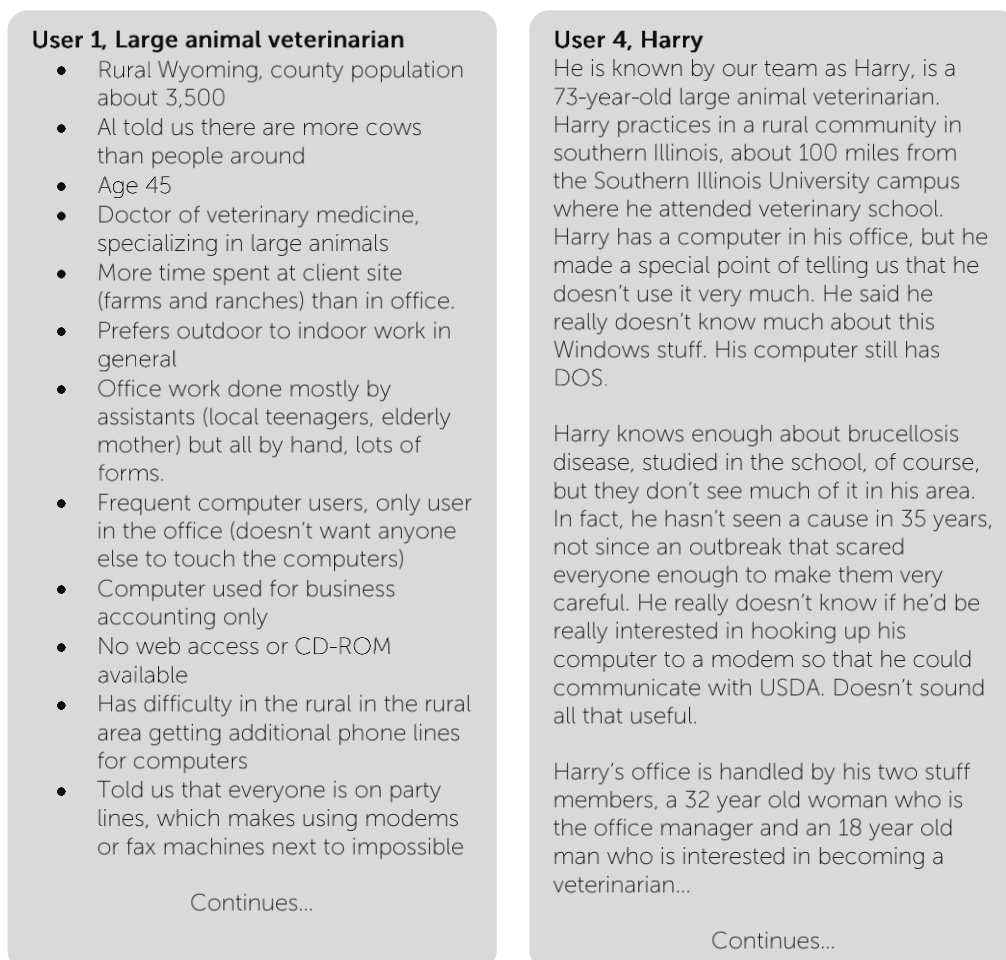 User 1, Large animal veterinarian
• Rural Wyoming, county population
about 3,500
• Al told us there are more cows
than people around
• Age 45
• Doctor of veterinary medicine,
specializing in large animals
• More time spent at client site
(farms and ranches) than in office.
• Prefers outdoor to indoor work in
general
• Office work done mostly by
assistants (local teenagers, elderly
mother) but all by hand, lots of
forms.
• Frequent computer users, only user
in the office (doesn't want anyone
else to touch the computers)
• Computer used for business
accounting only
• No web access or CD-ROM
available
• Has difficulty in the rural in the rural
area getting additional phone lines
for computers
• Told us that everyone is on party
lines, which makes using modems
or fax machines next to impossible
Continues...
User 4, Harry
He is known by our team as Harry, is a
73-year-old large animal veterinarian.
Harry practices in a rural community in
southern Illinois, about 100 miles from
the Southern Illinois University campus
where he attended veterinary school.
Harry has a computer in his office, but he
made a special point of telling us that he
doesn't use it very much. He said he
really doesn't know much about this
Windows stuff. His computer still has
DOS.
Harry knows enough about brucellosis
disease, studied in the school, of course,
but they don't see much of it in his area.
In fact, he hasn't seen a cause in 35 years,
not since an outbreak that scared
everyone enough to make them very
careful. He really doesn't know if he'd be
really interested in hooking up his
computer to a modem so that he could
communicate with USDA. Doesn't sound
all that useful.
Harry's office is handled by his two stuff
members, a 32 year old woman who is
the office manager and an 18 year old
man who is interested in becoming a
veterinarian...
Continues...